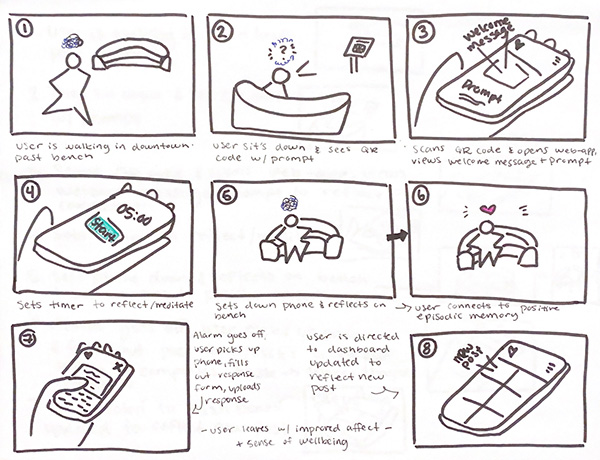 1
?
2
WELCOME
MESSAGE
Prompt
3
user is walking in downtown
past bench
user sit's down & sees QR
code w/ prompt
Scans QR code & opens web-app,
views welcome message + prompt
4
05:00
Start
5
6
Sets timer to reflect/meditate
Sets down phone & reflects on
bench
user connects to positive
episodic memory
7
Alarm goes off,
user picks up
phone, fills
out response
form, uploads
response
user is directed
to dashboard
updated to
reflect new
post
- user leaves w/ improved affect -
+ sense of wellbeing
8
new
post